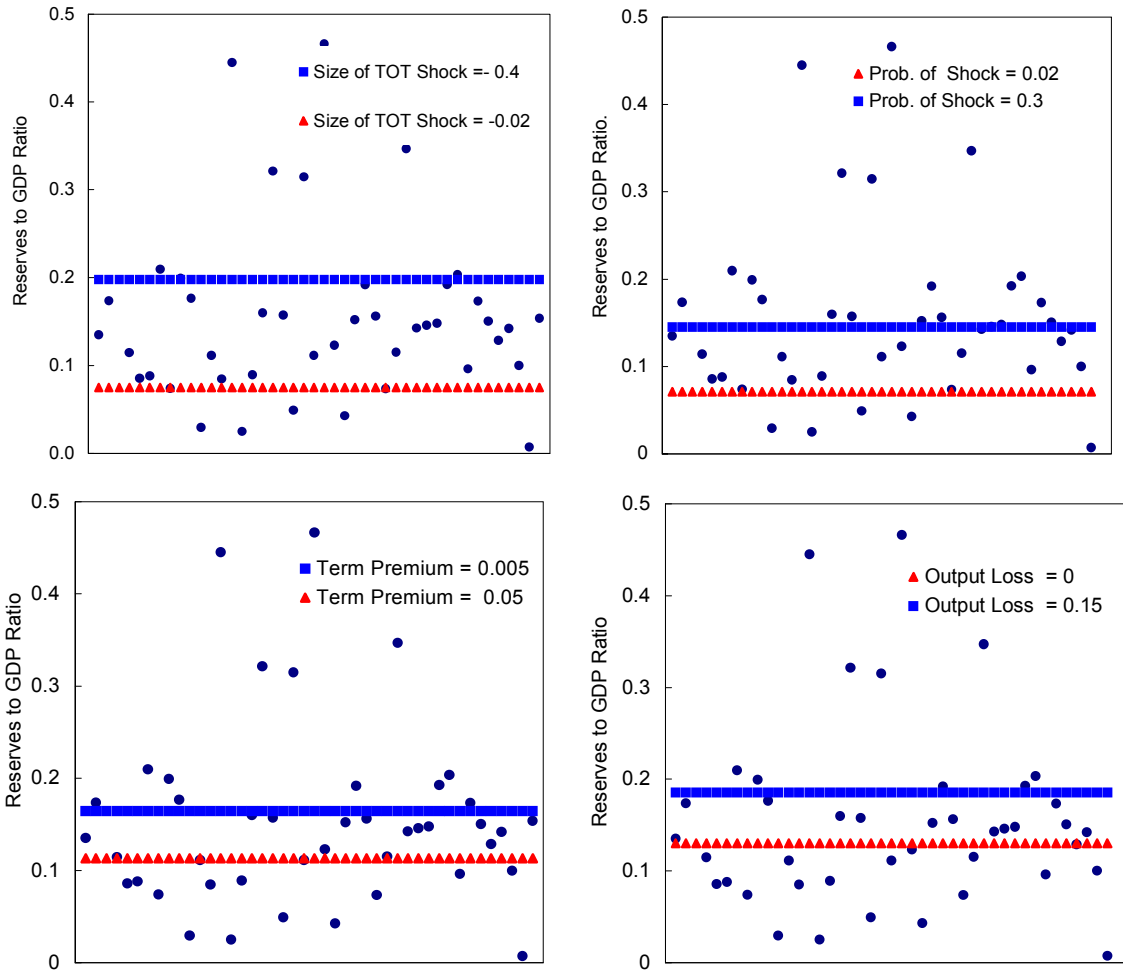 0.5
0.4
0.3
0.2
0.1
0.0
Reserves to GDP Ratio
Size of TOT Shock =- 0.4
Size of TOT Shock = -0.02
0.5
0.4
0.3
0.2
0.1
0
Reserves to GDP Ratio.
Prob. of Shock = 0.02
Prob. of Shock = 0.3
0.5
0.4
0.3
0.2
0.1
0
Reserves to GDP Ratio
Term Premium = 0.005
Term Premium = 0.05
0.5
0.4
0.3
0.2
0.1
0
Reserves to GDP Ratio
Output Loss = 0
Output Loss = 0.15